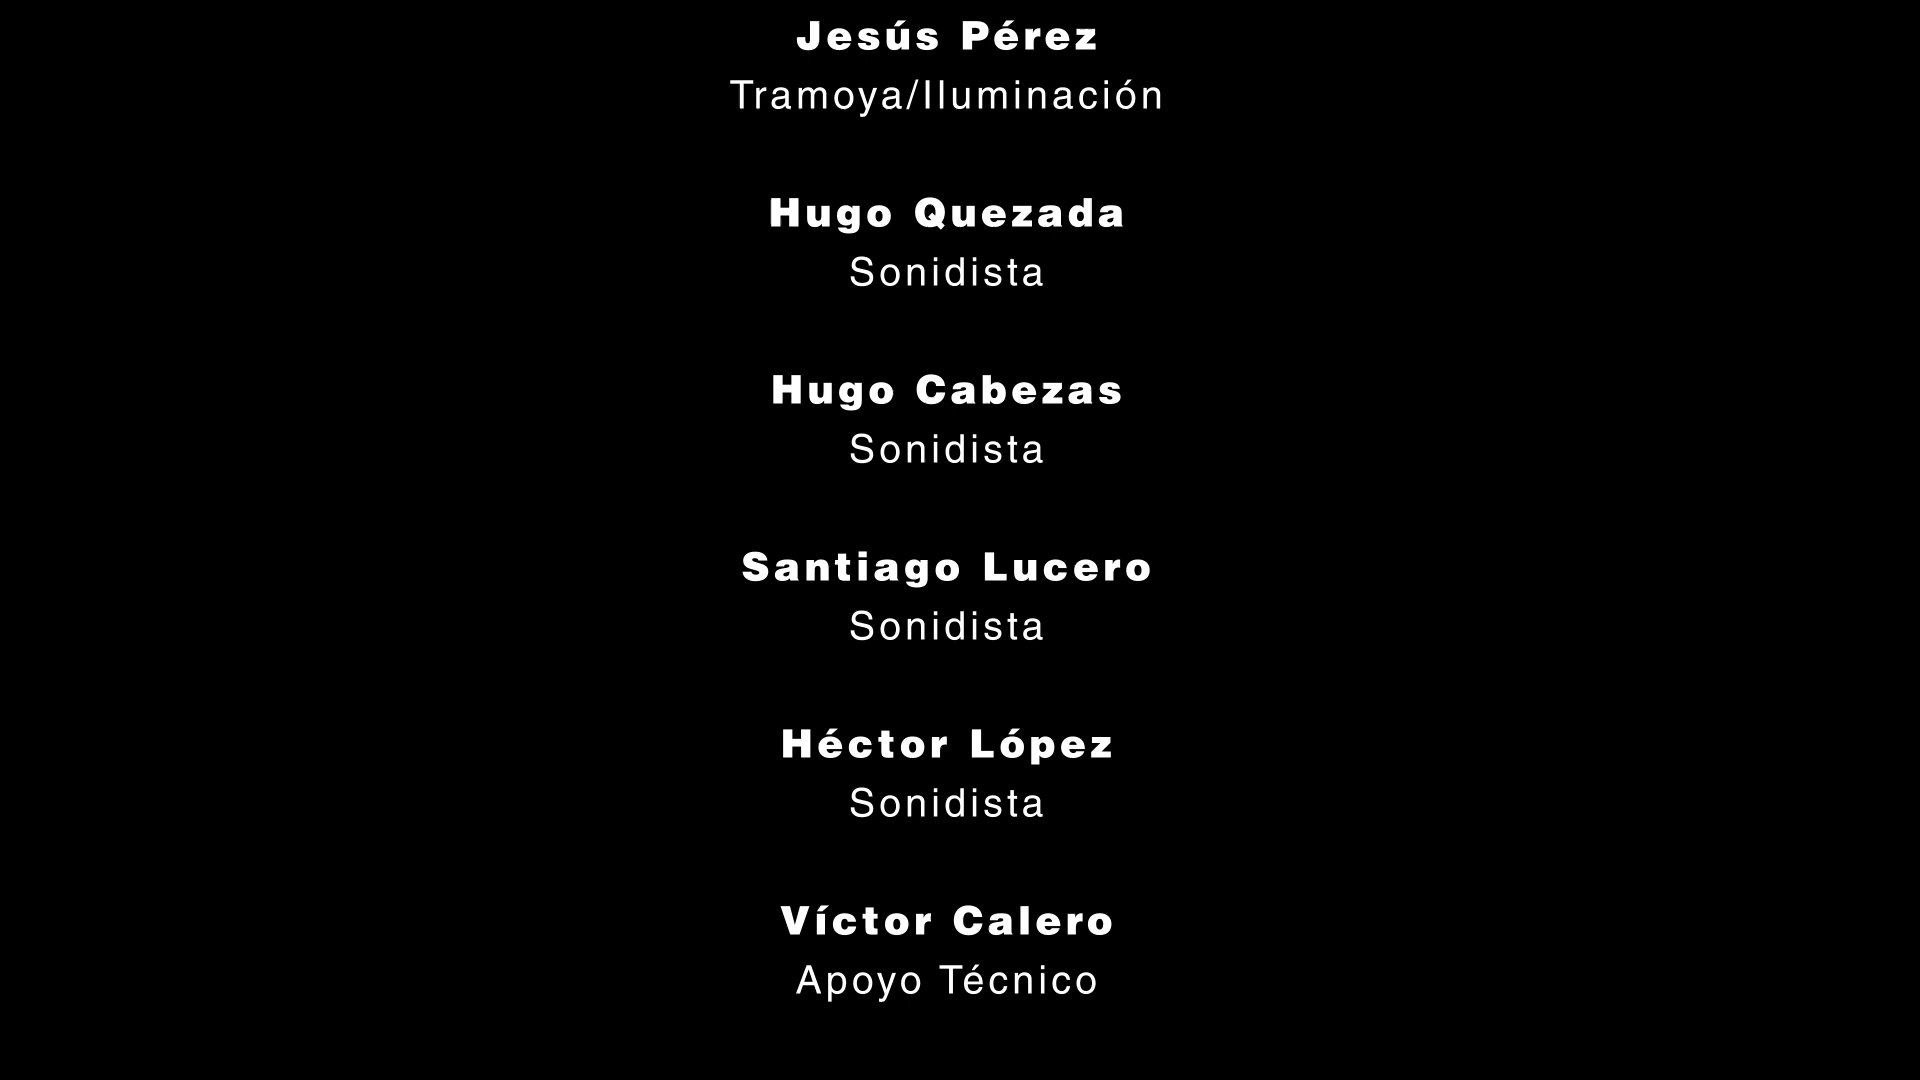 Jesús Pérez
Tramoya/Iluminación
Hugo Quezada
Sonidista
Hugo Cabezas
Sonidista
Santiago Lucero
Sonidista
Héctor López
Sonidista
Víctor Calero
Apoyo Técnico